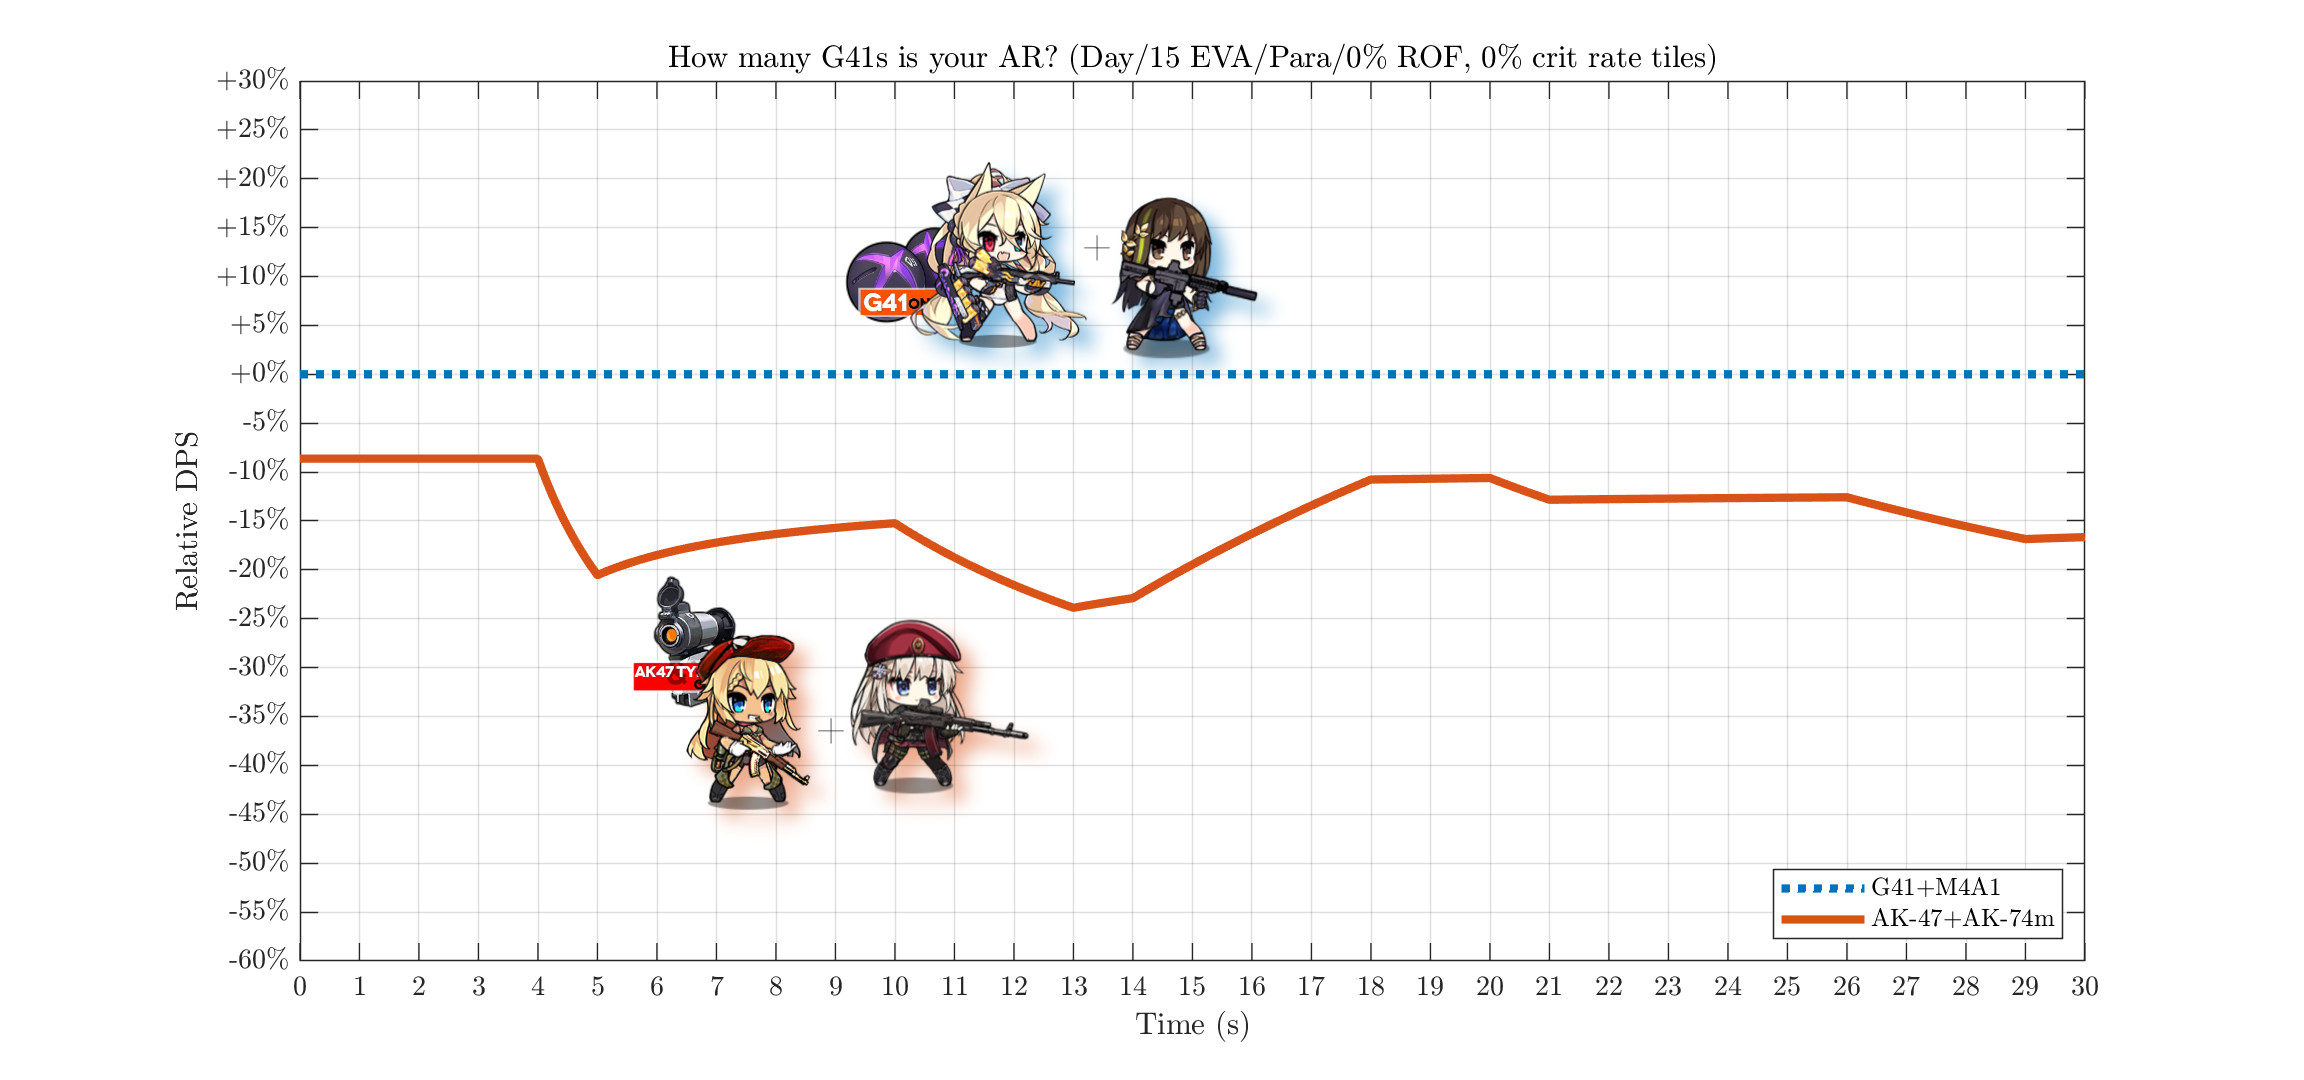 How many G41s is your AR? (Day/15 EVA/Para/0% ROF, 0% crit rate tiles)
+30%
+25%
+20%
+15%
+10%
+5%
+0%
-5%
-10%
-15%
-20%
-25%
-30%
-35%
-40%
-45%
-50%
-55%
-60%
Relative DPS
G41
+
AK47 TY
+
G41+M4A1
AK-47+AK-74m
0 1 2 3 4 5 6 7 8 9 10 11 12 13 14 15 16 17 18 19 20 21 22 23 24 25 26 27 28 29 30
Time (s)